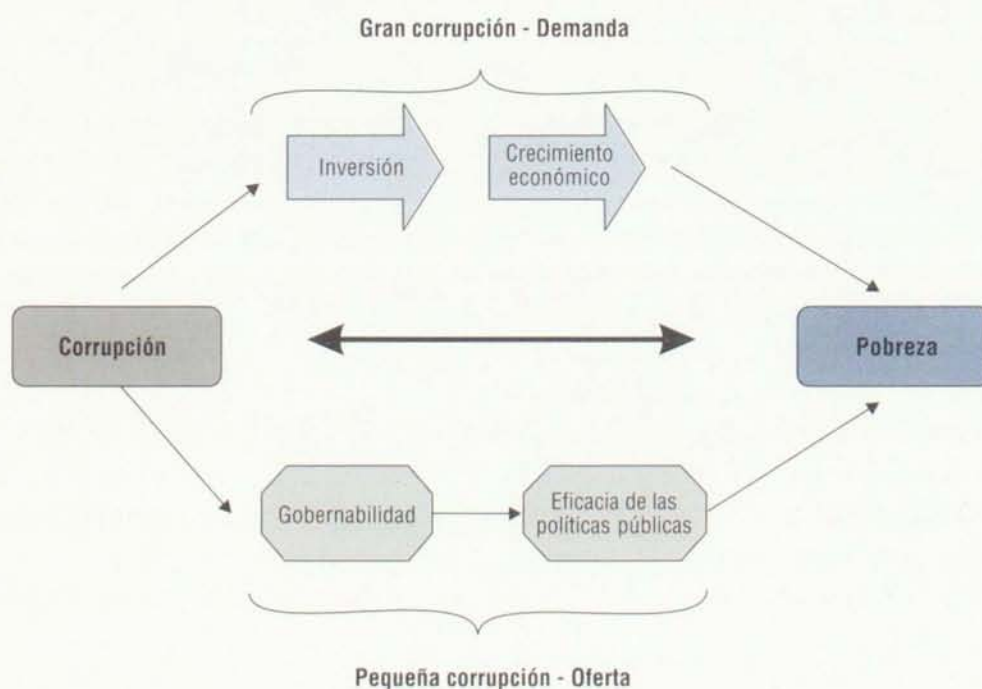 Gran corrupción - Demanda
Inversión
Crecimiento
económico
Corrupción
Pobreza
Gobernabilidad
Eficacia de las
políticas públicas
Pequeña corrupción - Oferta